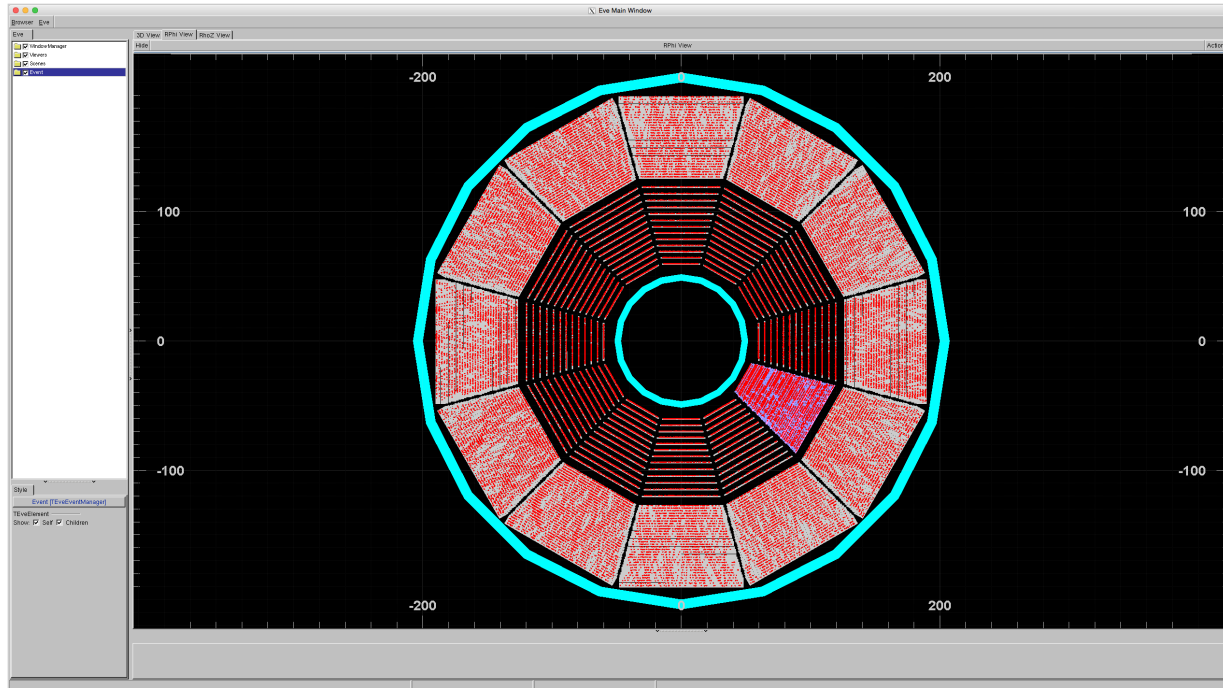 Eve Main Window
Browser Eve
Eve
WindowManager
Viewers
Scenes
Event
3D View RPhi View RhoZ View
Hide RPhi View Action
-200 0 200
100 100
0 0
-100 -100
-200 0 200
Style
Event [TEveEventManager]
TEveElement
Show: Self Children